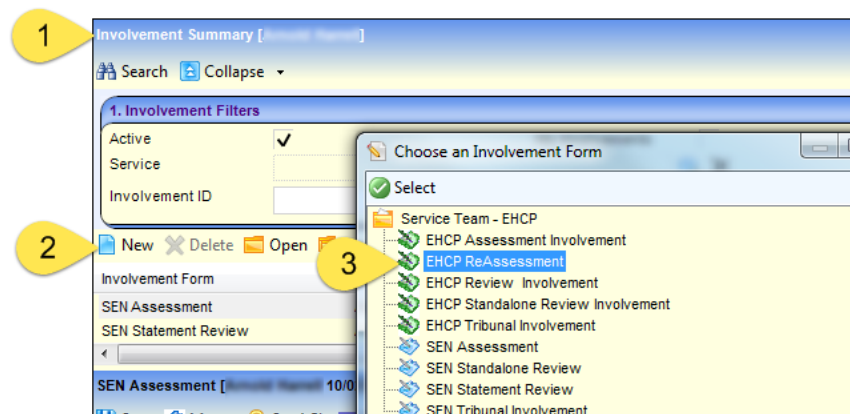 1
Involvement Summary [ ]
Search Collapse
1. Involvement Filters
Active
Service
Involvement ID
2
New Delete Open
Involvement Form
SEN Assessment
SEN Statement Review
SEN Assessment [ 10/0
Choose an Involvement Form
Select
Service Team - EHCP
EHCP Assessment Involvement
3
EHCP ReAssessment
EHCP Review Involvement
EHCP Standalone Review Involvement
EHCP Tribunal Involvement
SEN Assessment
SEN Standalone Review
SEN Statement Review
SEN Tribunal Involvement